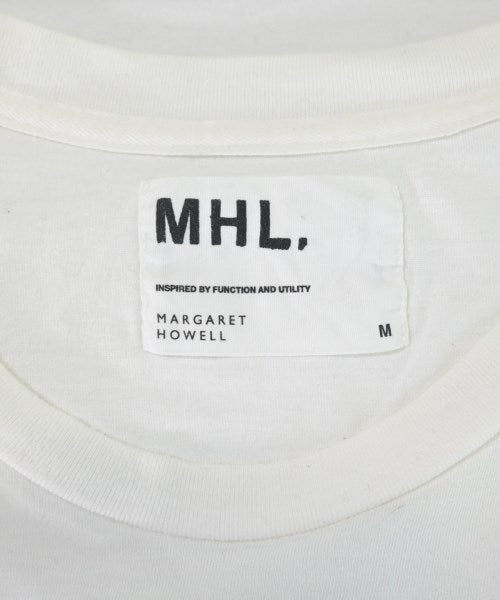 MHL.
INSPIRED BY FUNCTION AND UTILITY
MARGARET
HOWELL
M